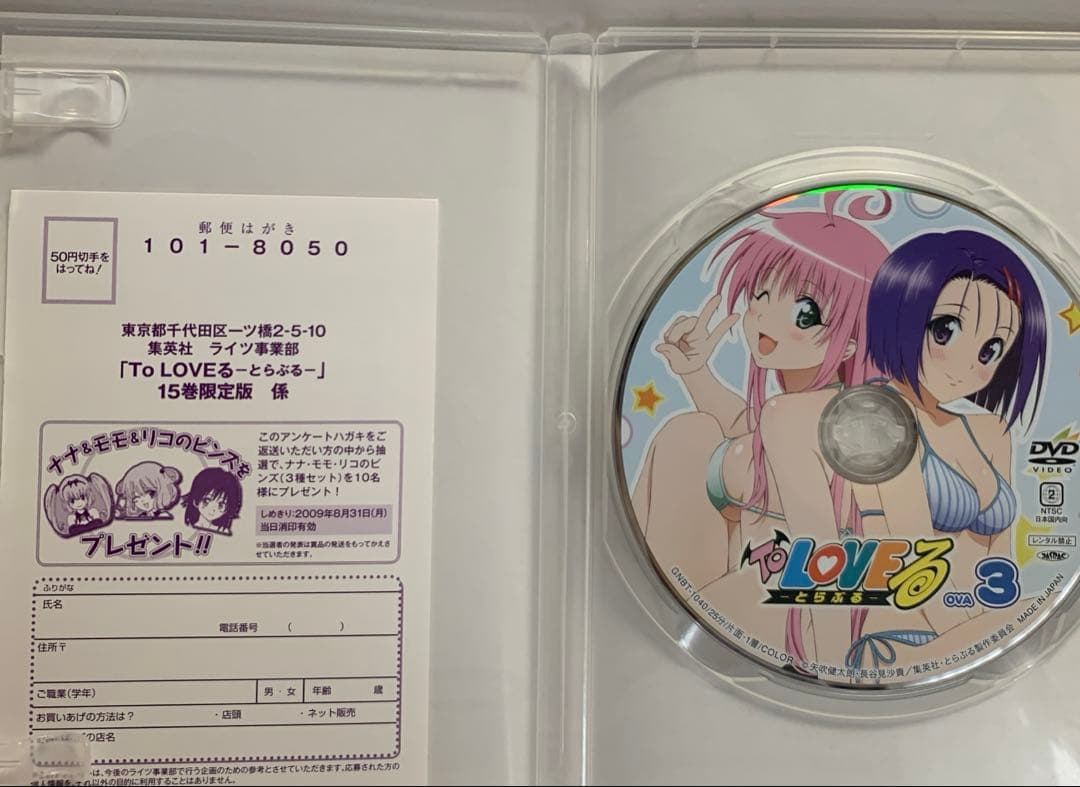 50円切手を
はってね!
郵便はがき
101-8050
東京都千代田区一ツ橋2-5-10
集英社 ライツ事業部
「To LOVEる-とらぶる-」
15巻限定版 係
ナナ&モモ&リコのピンズを
プレゼント!!
このアンケートハガキをご
返送いただい方の中から抽
選で、ナナ・モモ・リコのピ
ンズ(3種セット)を10名
様にプレゼント!
しめきり:2009年8月31日(月)
当日消印有効
※当選者の発表は賞品の発送をもってかえさ
せていただきます。
ふりがな
氏名
電話番号 ( )
住所〒
ご職業(学年)
男・女
年齢 歳
お買いあげの方法は? ・店頭 ・ネット販売
の店名
は、今後のライツ事業部で行う企画のための参考とさせていただきます。応募された方の
以外の目的に利用することはありません。
DVD
VIDEO
2
NTSC
日本国内向
レンタル禁止
To LOVEる
-とらぶる-
OVA 3
GNBT-1040/25分/片面・1層/COLOR ©矢吹健太朗・長谷見沙貴/集英社・とらぶる製作委員会 MADE IN JAPAN